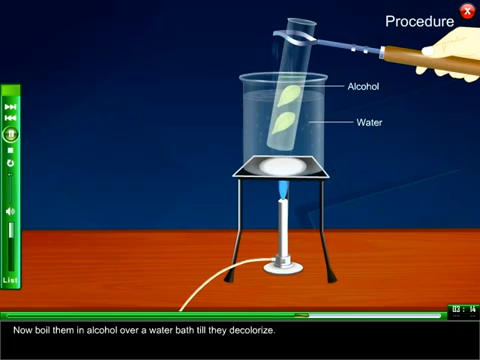 Procedure
Alcohol
Water
List
03 : 14
Now boil them in alcohol over a water bath till they decolorize.